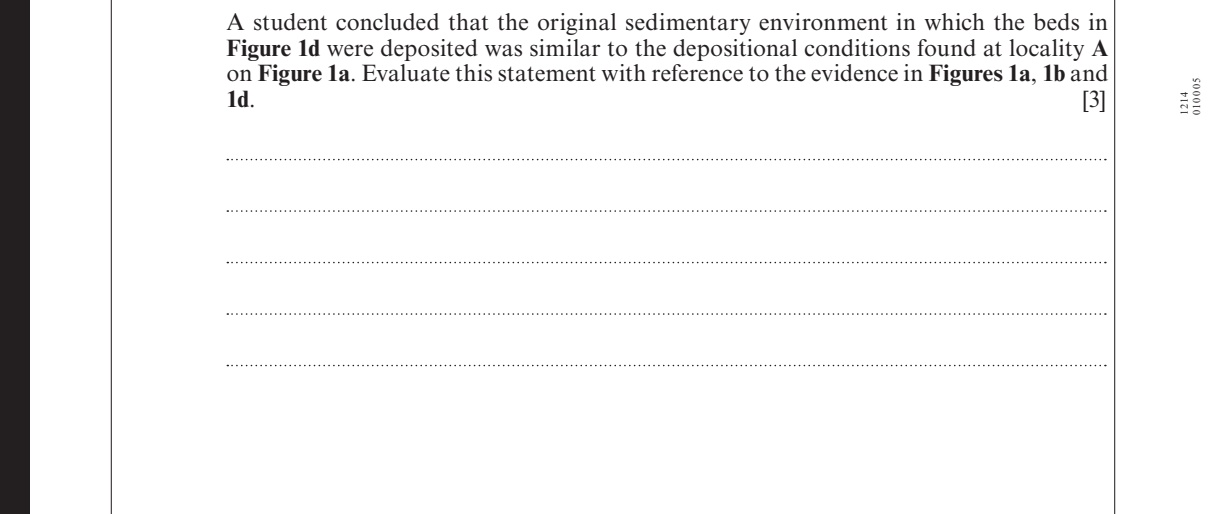 A student concluded that the original sedimentary environment in which the beds in
Figure 1d were deposited was similar to the depositional conditions found at locality A
on Figure 1a. Evaluate this statement with reference to the evidence in Figures 1a, 1b and
1d. [3]
1214
010005